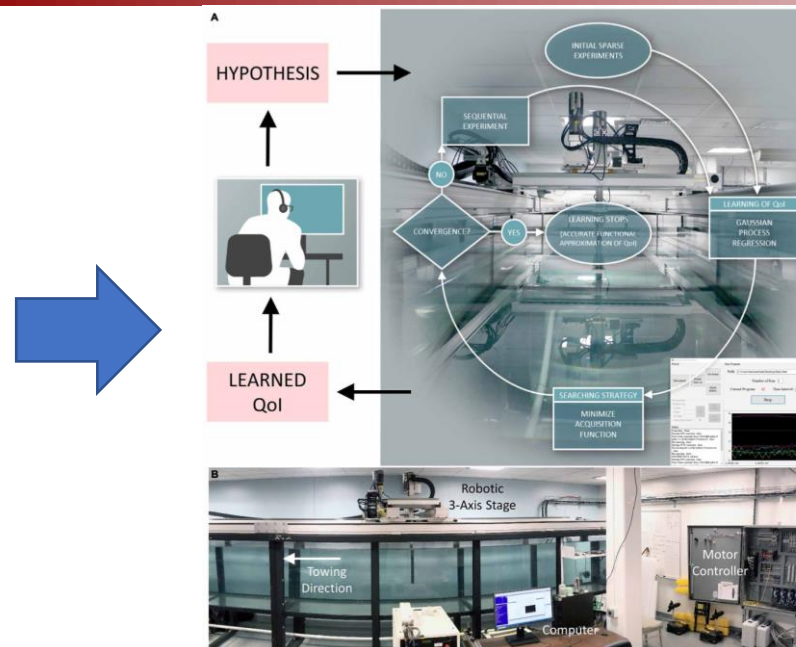 A
HYPOTHESIS
LEARNED
QoI
INITIAL SPARSE
EXPERIMENTS
SEQUENTIAL
EXPERIMENT
NO
CONVERGENCE?
YES
LEARNING STOPS
(ACCURATE FUNCTIONAL
APPROXIMATION OF QoI)
LEARNING OF QoI
GAUSSIAN
PROCESS
REGRESSION
SEARCHING STRATEGY
MINIMIZE
ACQUISITION
FUNCTION
Stop
B
Robotic
3-Axis Stage
Towing
Direction
Motor
Controller
Computer